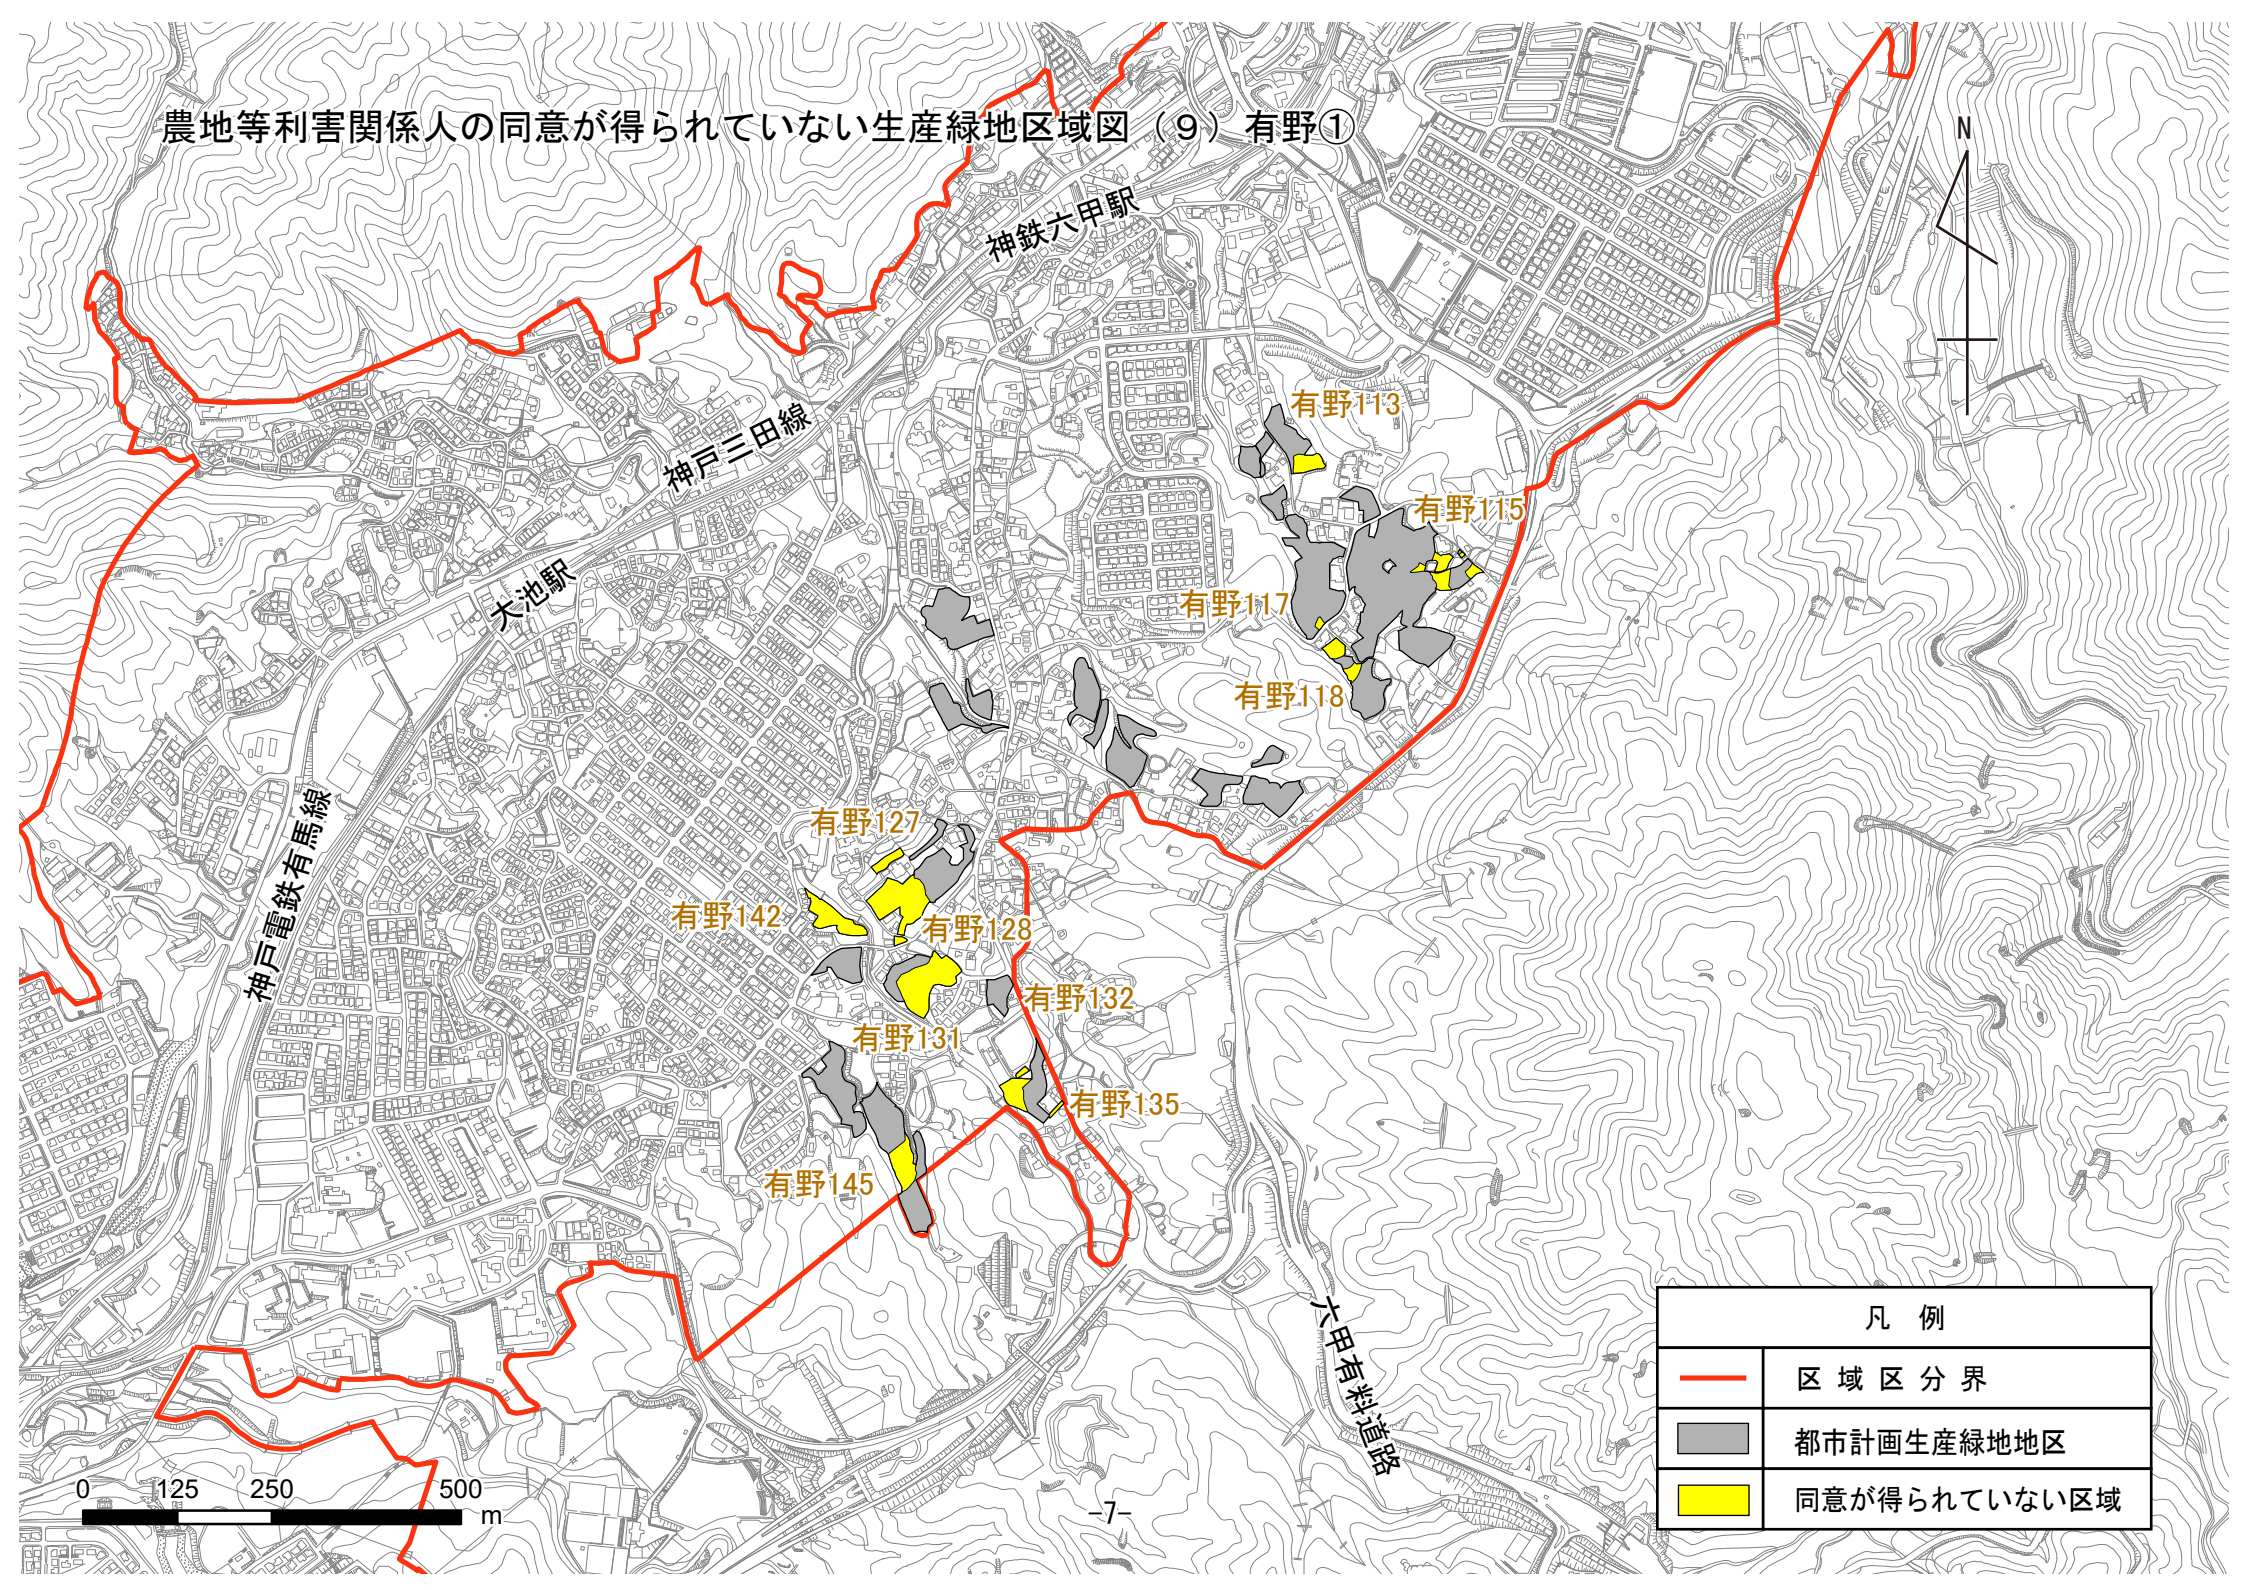 農地等利害関係人の同意が得られていない生産緑地区域図（９）有野①
N
神鉄六甲駅
神戸三田線
大池駅
神戸電鉄有馬線
六甲有料道路
有野113
有野115
有野117
有野118
有野127
有野142
有野128
有野132
有野131
有野135
有野145
凡 例
区 域 区 分 界
都市計画生産緑地地区
同意が得られていない区域
0 125 250 500
m
-7-